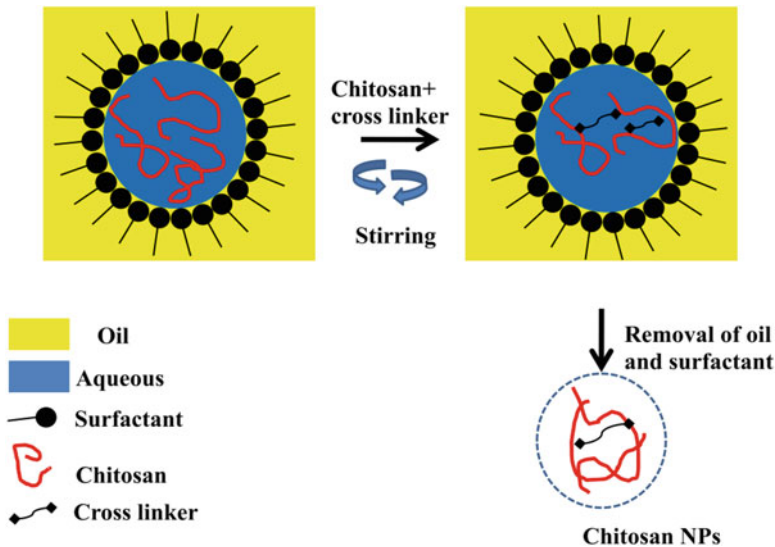 Chitosan+
cross linker
Stirring
Oil
Aqueous
Surfactant
Chitosan
Cross linker
Removal of oil
and surfactant
Chitosan NPs